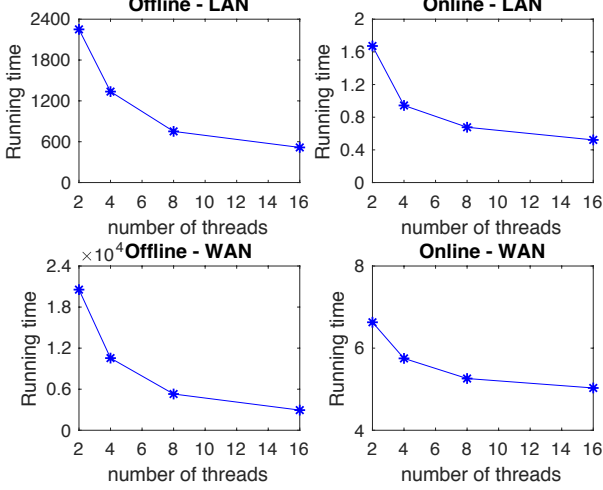 Offline - LAN
Running time
2400
1800
1200
600
0
2 4 6 8 10 12 14 16
number of threads
Online - LAN
Running time
2
1.6
1.2
0.8
0.4
0
2 4 6 8 10 12 14 16
number of threads
×10⁴ Offline - WAN
Running time
2.4
1.8
1.2
0.6
0
2 4 6 8 10 12 14 16
number of threads
Online - WAN
Running time
8
6
4
2 4 6 8 10 12 14 16
number of threads